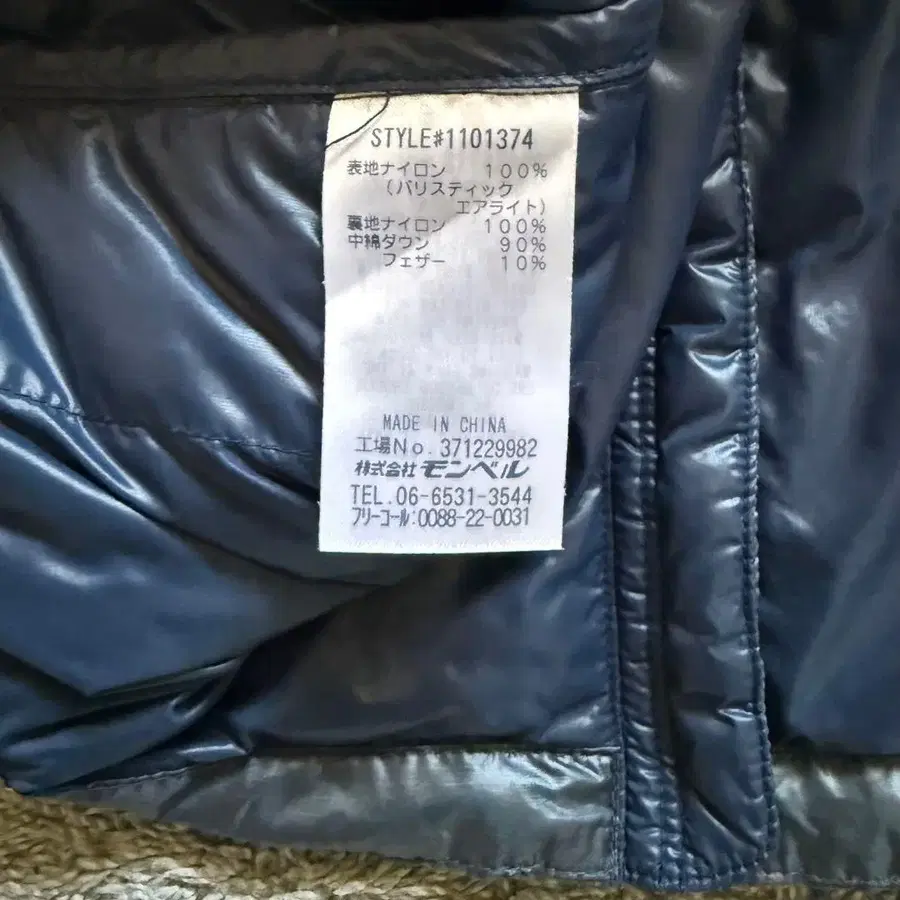 STYLE#1101374
表地ナイロン 100%
(バリスティック
エアライト)
裏地ナイロン 100%
中綿ダウン 90%
フェザー 10%
MADE IN CHINA
工場No. 371229982
株式会社 モンベル
TEL.06-6531-3544
フリーコール:0088-22-0031